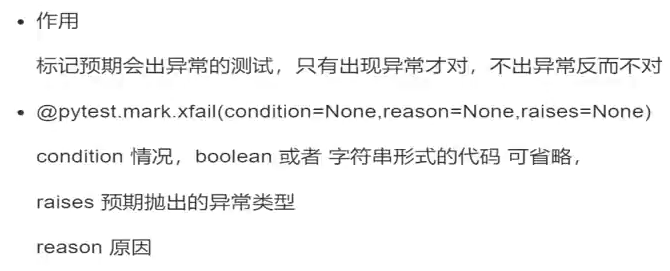 • 作用
标记预期会出异常的测试，只有出现异常才对，不出异常反而不对
• @pytest.mark.xfail(condition=None,reason=None,raises=None)
condition 情况，boolean 或者 字符串形式的代码 可省略，
raises 预期抛出的异常类型
reason 原因